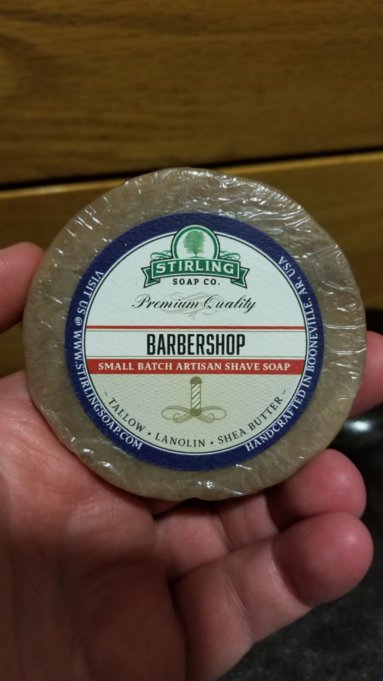 STIRLING
SOAP CO.
Premium Quality
BARBERSHOP
SMALL BATCH ARTISAN SHAVE SOAP
- TALLOW • LANOLIN • SHEA BUTTER -
VISIT US @ WWW.STIRLINGSOAP.COM
HANDCRAFTED IN BOONEVILLE, AR, USA